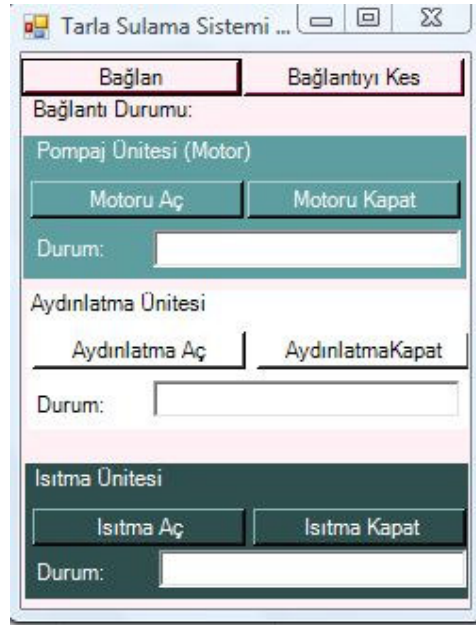 Tarla Sulama Sistemi ...
Bağlan Bağlantıyı Kes
Bağlantı Durumu:
Pompaj Ünitesi (Motor)
Motoru Aç Motoru Kapat
Durum:
Aydınlatma Ünitesi
Aydınlatma Aç AydınlatmaKapat
Durum:
Isıtma Ünitesi
Isıtma Aç Isıtma Kapat
Durum: